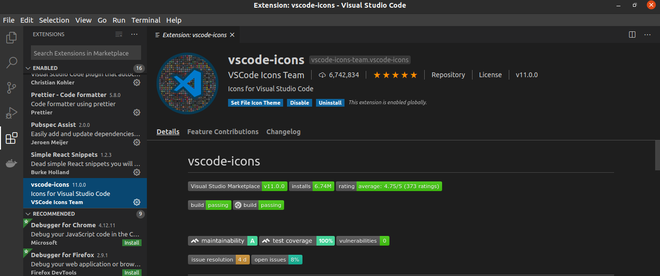 Extension: vscode-icons - Visual Studio Code
File Edit Selection View Go Run Terminal Help
EXTENSIONS
Extension: vscode-icons
Search Extensions in Marketplace
ENABLED 16
Christian Kohler
Prettier - Code formatter 5.8.0
Code formatter using prettier
Prettier
Pubspec Assist 2.0.0
Easily add and update dependencies...
Jeroen Meijer
Simple React Snippets 1.2.3
Dead simple React snippets you will ...
Burke Holland
vscode-icons 11.0.0
Icons for Visual Studio Code
VSCode Icons Team
RECOMMENDED 9
Debugger for Chrome 4.12.11
Debug your JavaScript code in the C...
Microsoft Install
Debugger for Firefox 2.9.1
Debug your web application or brow...
Firefox DevTools Install
vscode-icons vscode-icons-team.vscode-icons
VSCode Icons Team 6,742,834 Repository License v11.0.0
Icons for Visual Studio Code
Set File Icon Theme Disable Uninstall This extension is enabled globally.
Details Feature Contributions Changelog
vscode-icons
Visual Studio Marketplace v11.0.0 installs 6.74M rating average: 4.75/5 (373 ratings)
build passing build passing
maintainability A test coverage 100% vulnerabilities 0
issue resolution 4 d open issues 8%